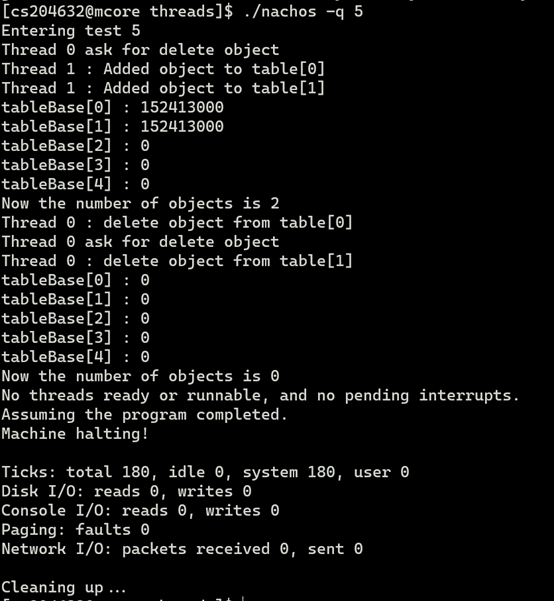 [cs204632@mcore threads]$ ./nachos -q 5
Entering test 5
Thread 0 ask for delete object
Thread 1 : Added object to table[0]
Thread 1 : Added object to table[1]
tableBase[0] : 152413000
tableBase[1] : 152413000
tableBase[2] : 0
tableBase[3] : 0
tableBase[4] : 0
Now the number of objects is 2
Thread 0 : delete object from table[0]
Thread 0 ask for delete object
Thread 0 : delete object from table[1]
tableBase[0] : 0
tableBase[1] : 0
tableBase[2] : 0
tableBase[3] : 0
tableBase[4] : 0
Now the number of objects is 0
No threads ready or runnable, and no pending interrupts.
Assuming the program completed.
Machine halting!
Ticks: total 180, idle 0, system 180, user 0
Disk I/O: reads 0, writes 0
Console I/O: reads 0, writes 0
Paging: faults 0
Network I/O: packets received 0, sent 0
Cleaning up...